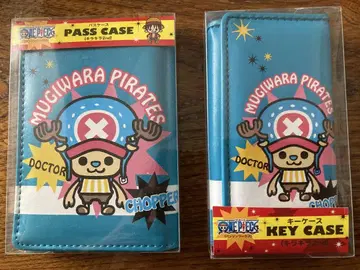 ONE PIECE
パスケース
PASS CASE
MUGIWARA PIRATES
DOCTOR
CHOPPER
MUGIWARA PIRATES
DOCTOR
CHOPPER
ONE PIECE
キーケース
KEY CASE